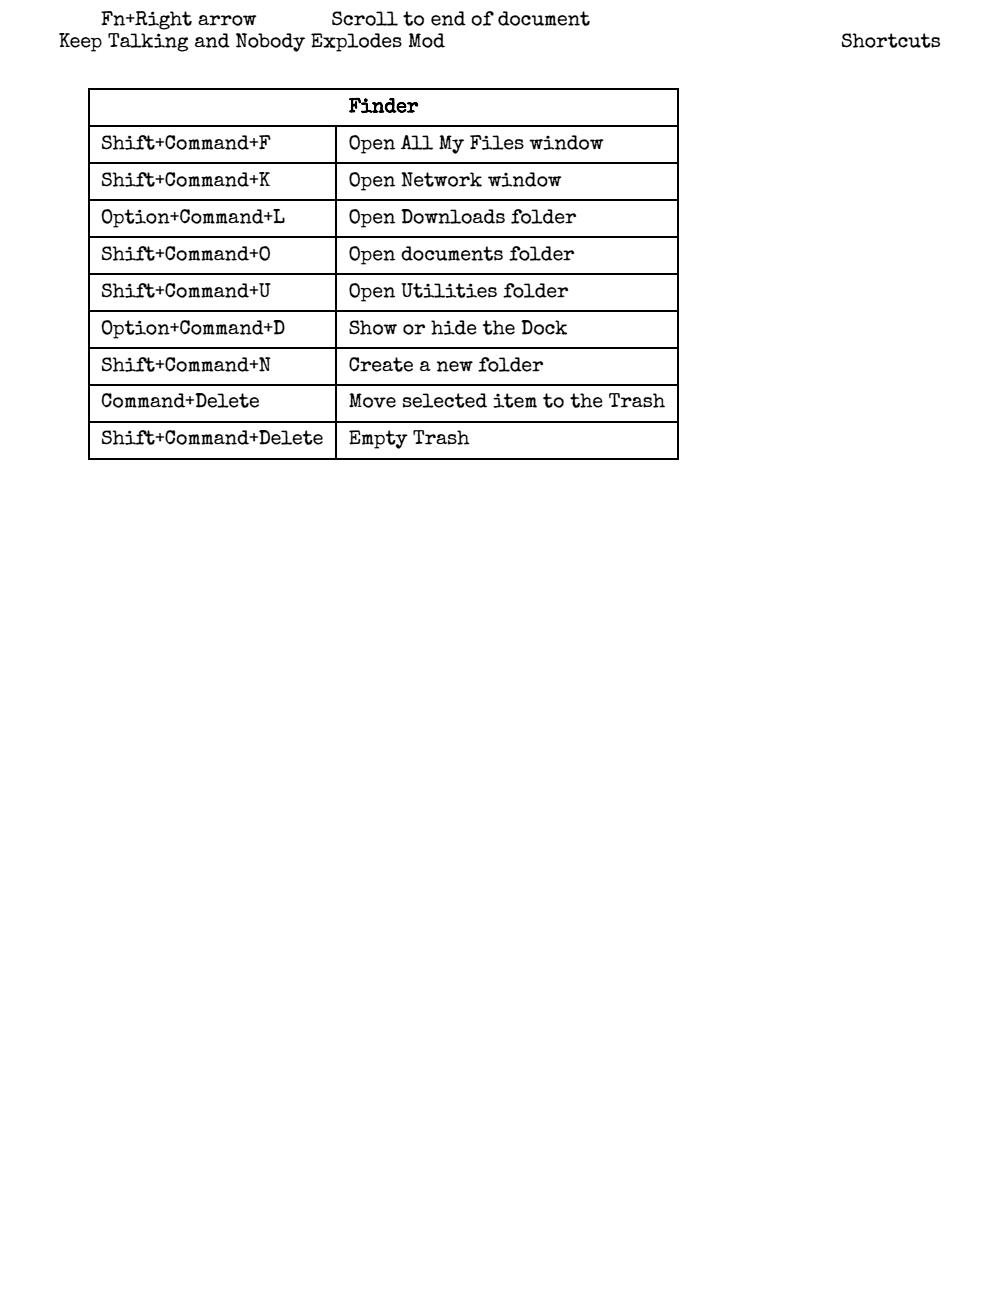 Fn+Right arrow Scroll to end of document
Keep Talking and Nobody Explodes Mod Shortcuts
Finder
Shift+Command+F Open All My Files window
Shift+Command+K Open Network window
Option+Command+L Open Downloads folder
Shift+Command+O Open documents folder
Shift+Command+U Open Utilities folder
Option+Command+D Show or hide the Dock
Shift+Command+N Create a new folder
Command+Delete Move selected item to the Trash
Shift+Command+Delete Empty Trash